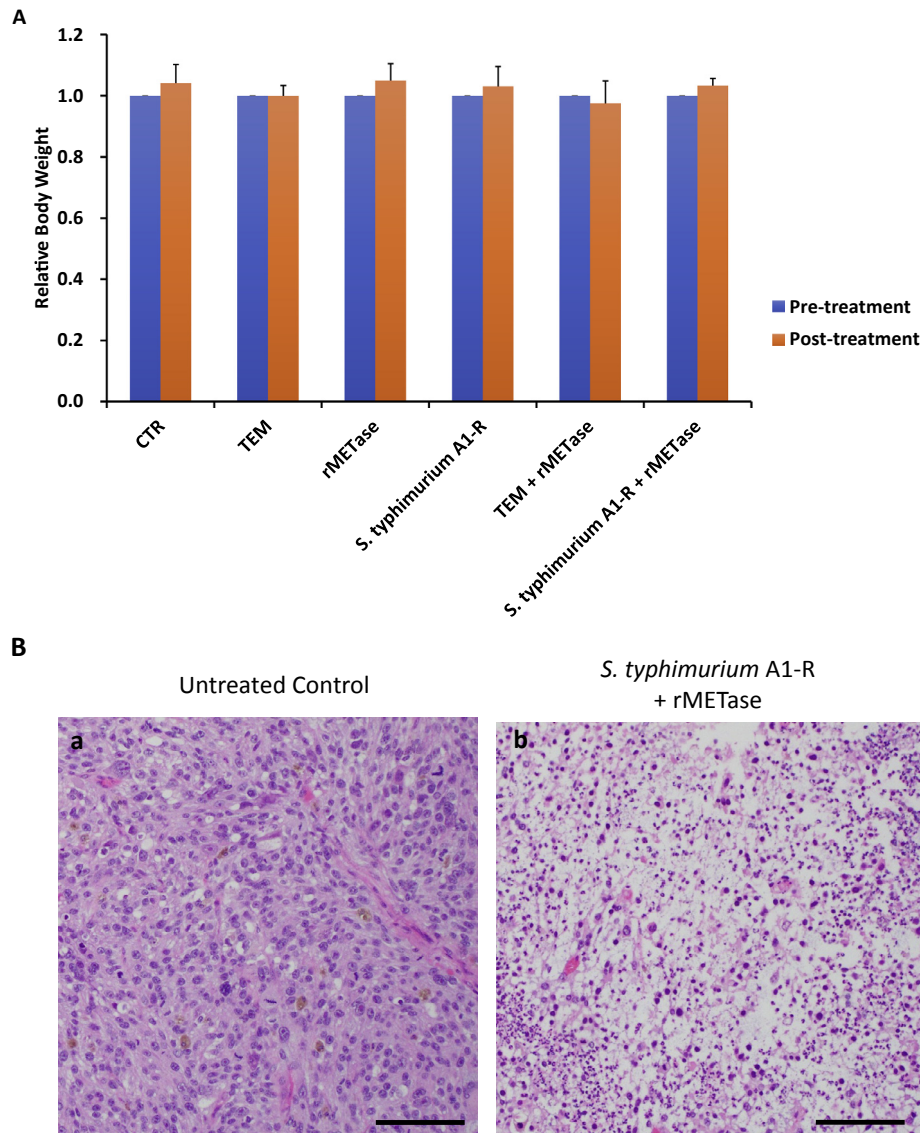 A
1.2
1.0
0.8
0.6
0.4
0.2
0.0
Relative Body Weight
CTR
TEM
rMETase
S. typhimurium A1-R
TEM + rMETase
S. typhimurium A1-R + rMETase
Pre-treatment
Post-treatment
B
Untreated Control
S. typhimurium A1-R
+ rMETase
a
b